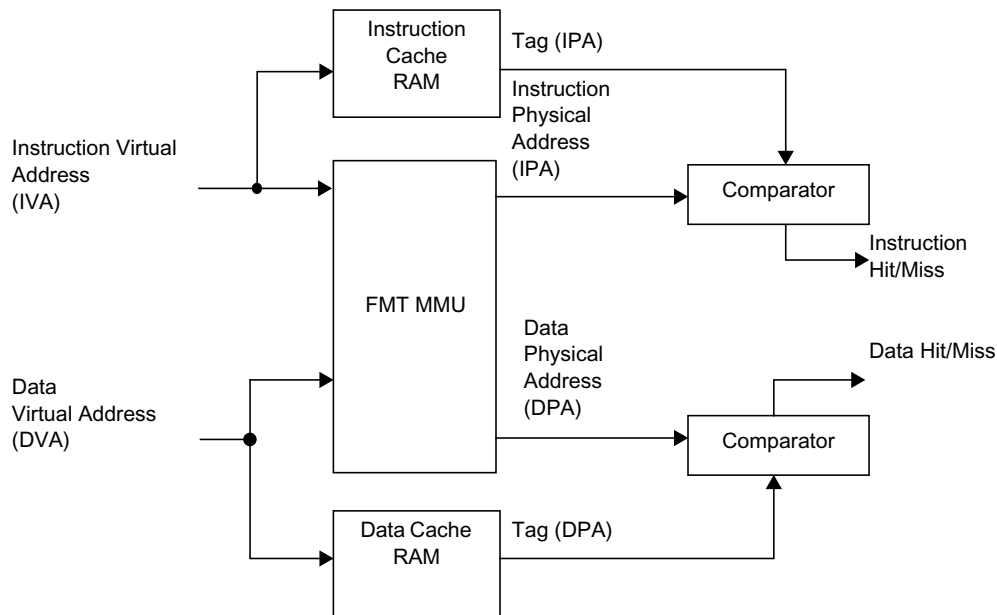 Instruction
Cache
RAM
Tag (IPA)
Instruction
Physical
Address
(IPA)
Instruction Virtual
Address
(IVA)
Comparator
Instruction
Hit/Miss
FMT MMU
Data
Physical
Address
(DPA)
Data Hit/Miss
Data
Virtual Address
(DVA)
Comparator
Data Cache
RAM
Tag (DPA)